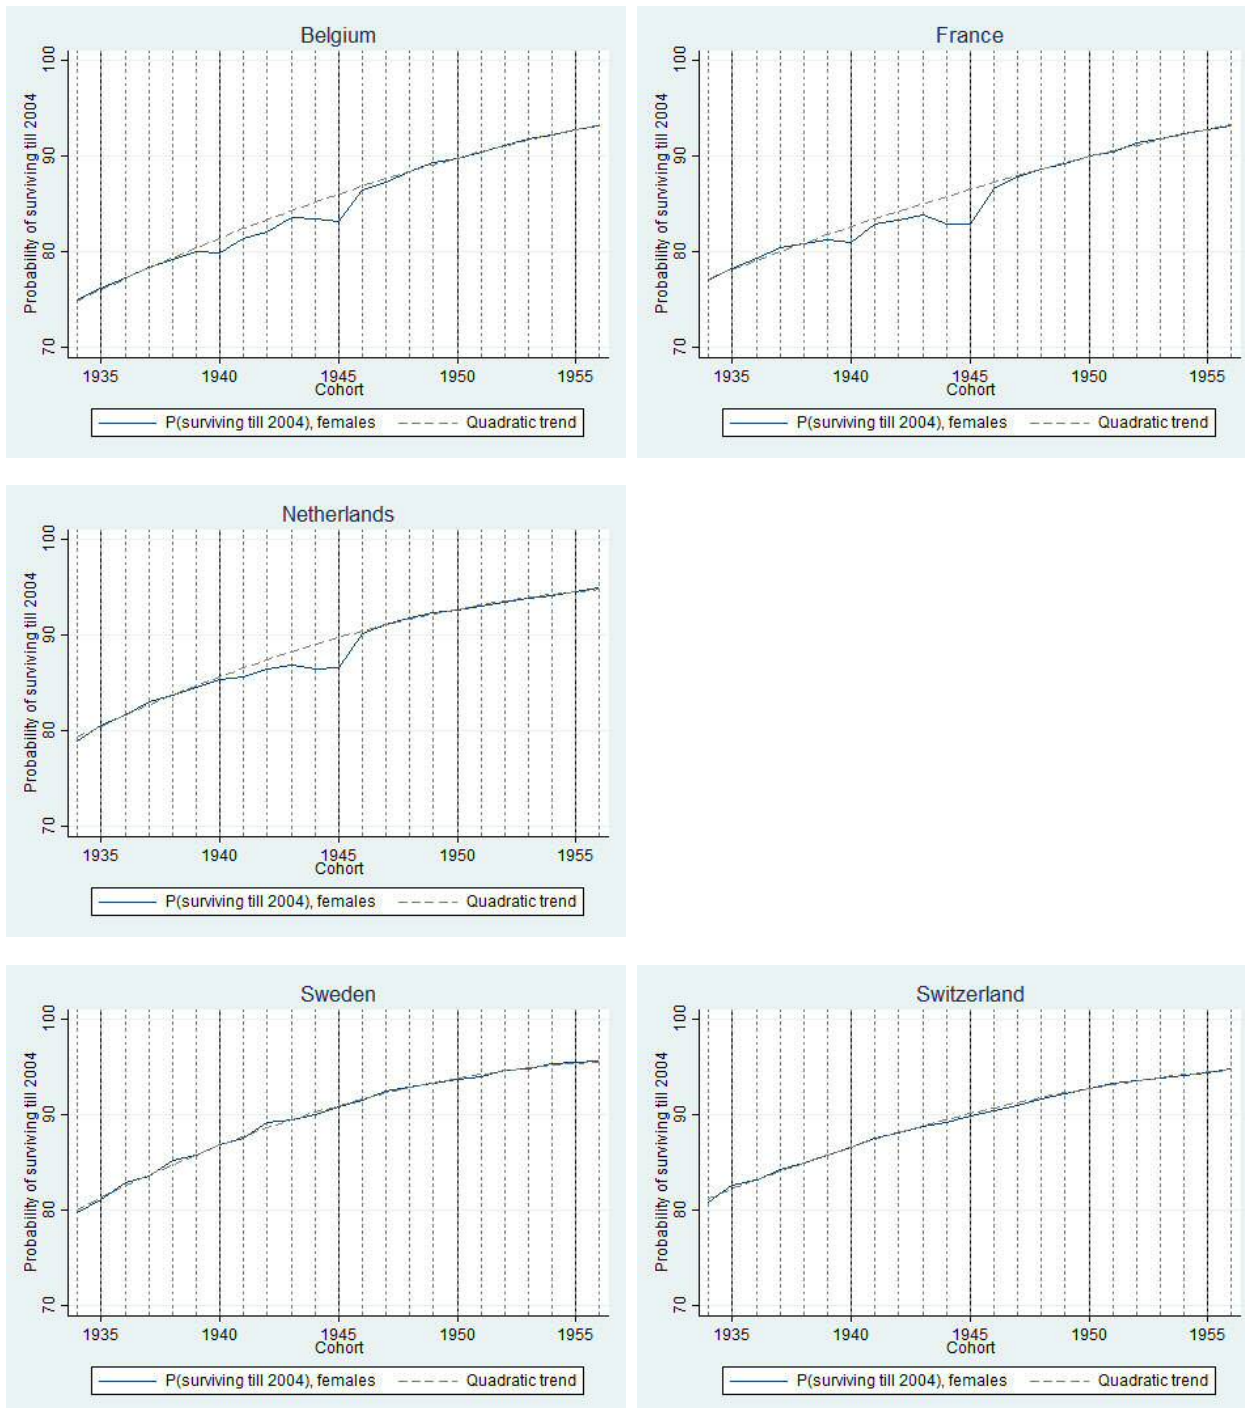 Belgium
Probability of surviving till 2004
100
90
80
70
1935 1940 1945 1950 1955
Cohort
P(surviving till 2004), females Quadratic trend
France
Probability of surviving till 2004
100
90
80
70
1935 1940 1945 1950 1955
Cohort
P(surviving till 2004), females Quadratic trend
Netherlands
Probability of surviving till 2004
100
90
80
70
1935 1940 1945 1950 1955
Cohort
P(surviving till 2004), females Quadratic trend
Sweden
Probability of surviving till 2004
100
90
80
70
1935 1940 1945 1950 1955
Cohort
P(surviving till 2004), females Quadratic trend
Switzerland
Probability of surviving till 2004
100
90
80
70
1935 1940 1945 1950 1955
Cohort
P(surviving till 2004), females Quadratic trend